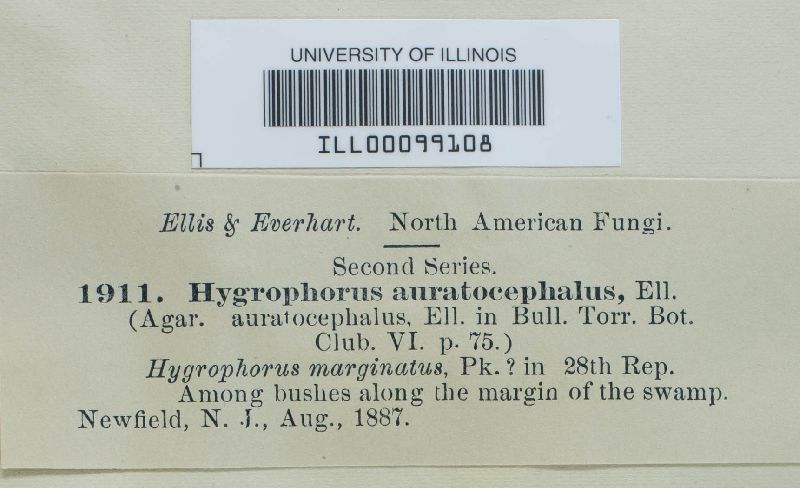 UNIVERSITY OF ILLINOIS
ILL00099108
Ellis & Everhart. North American Fungi.
Second Series.
1911. Hygrophorus auratocephalus, Ell.
(Agar. auratocephalus, Ell. in Bull. Torr. Bot.
Club. VI. p. 75.)
Hygrophorus marginatus, Pk. ? in 28th Rep.
Among bushes along the margin of the swamp.
Newfield, N. J., Aug., 1887.